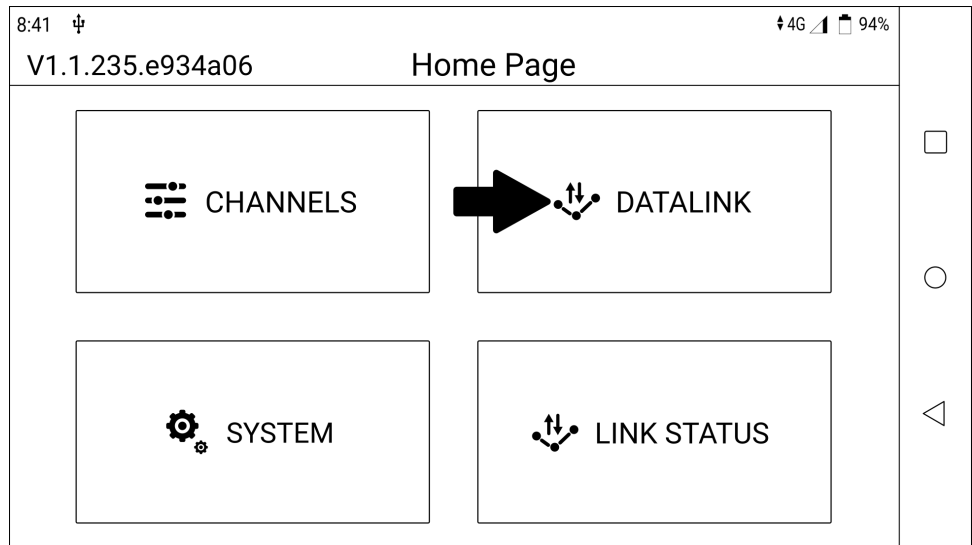 8:41 4G 94%
V1.1.235.e934a06 Home Page
CHANNELS DATALINK
SYSTEM LINK STATUS